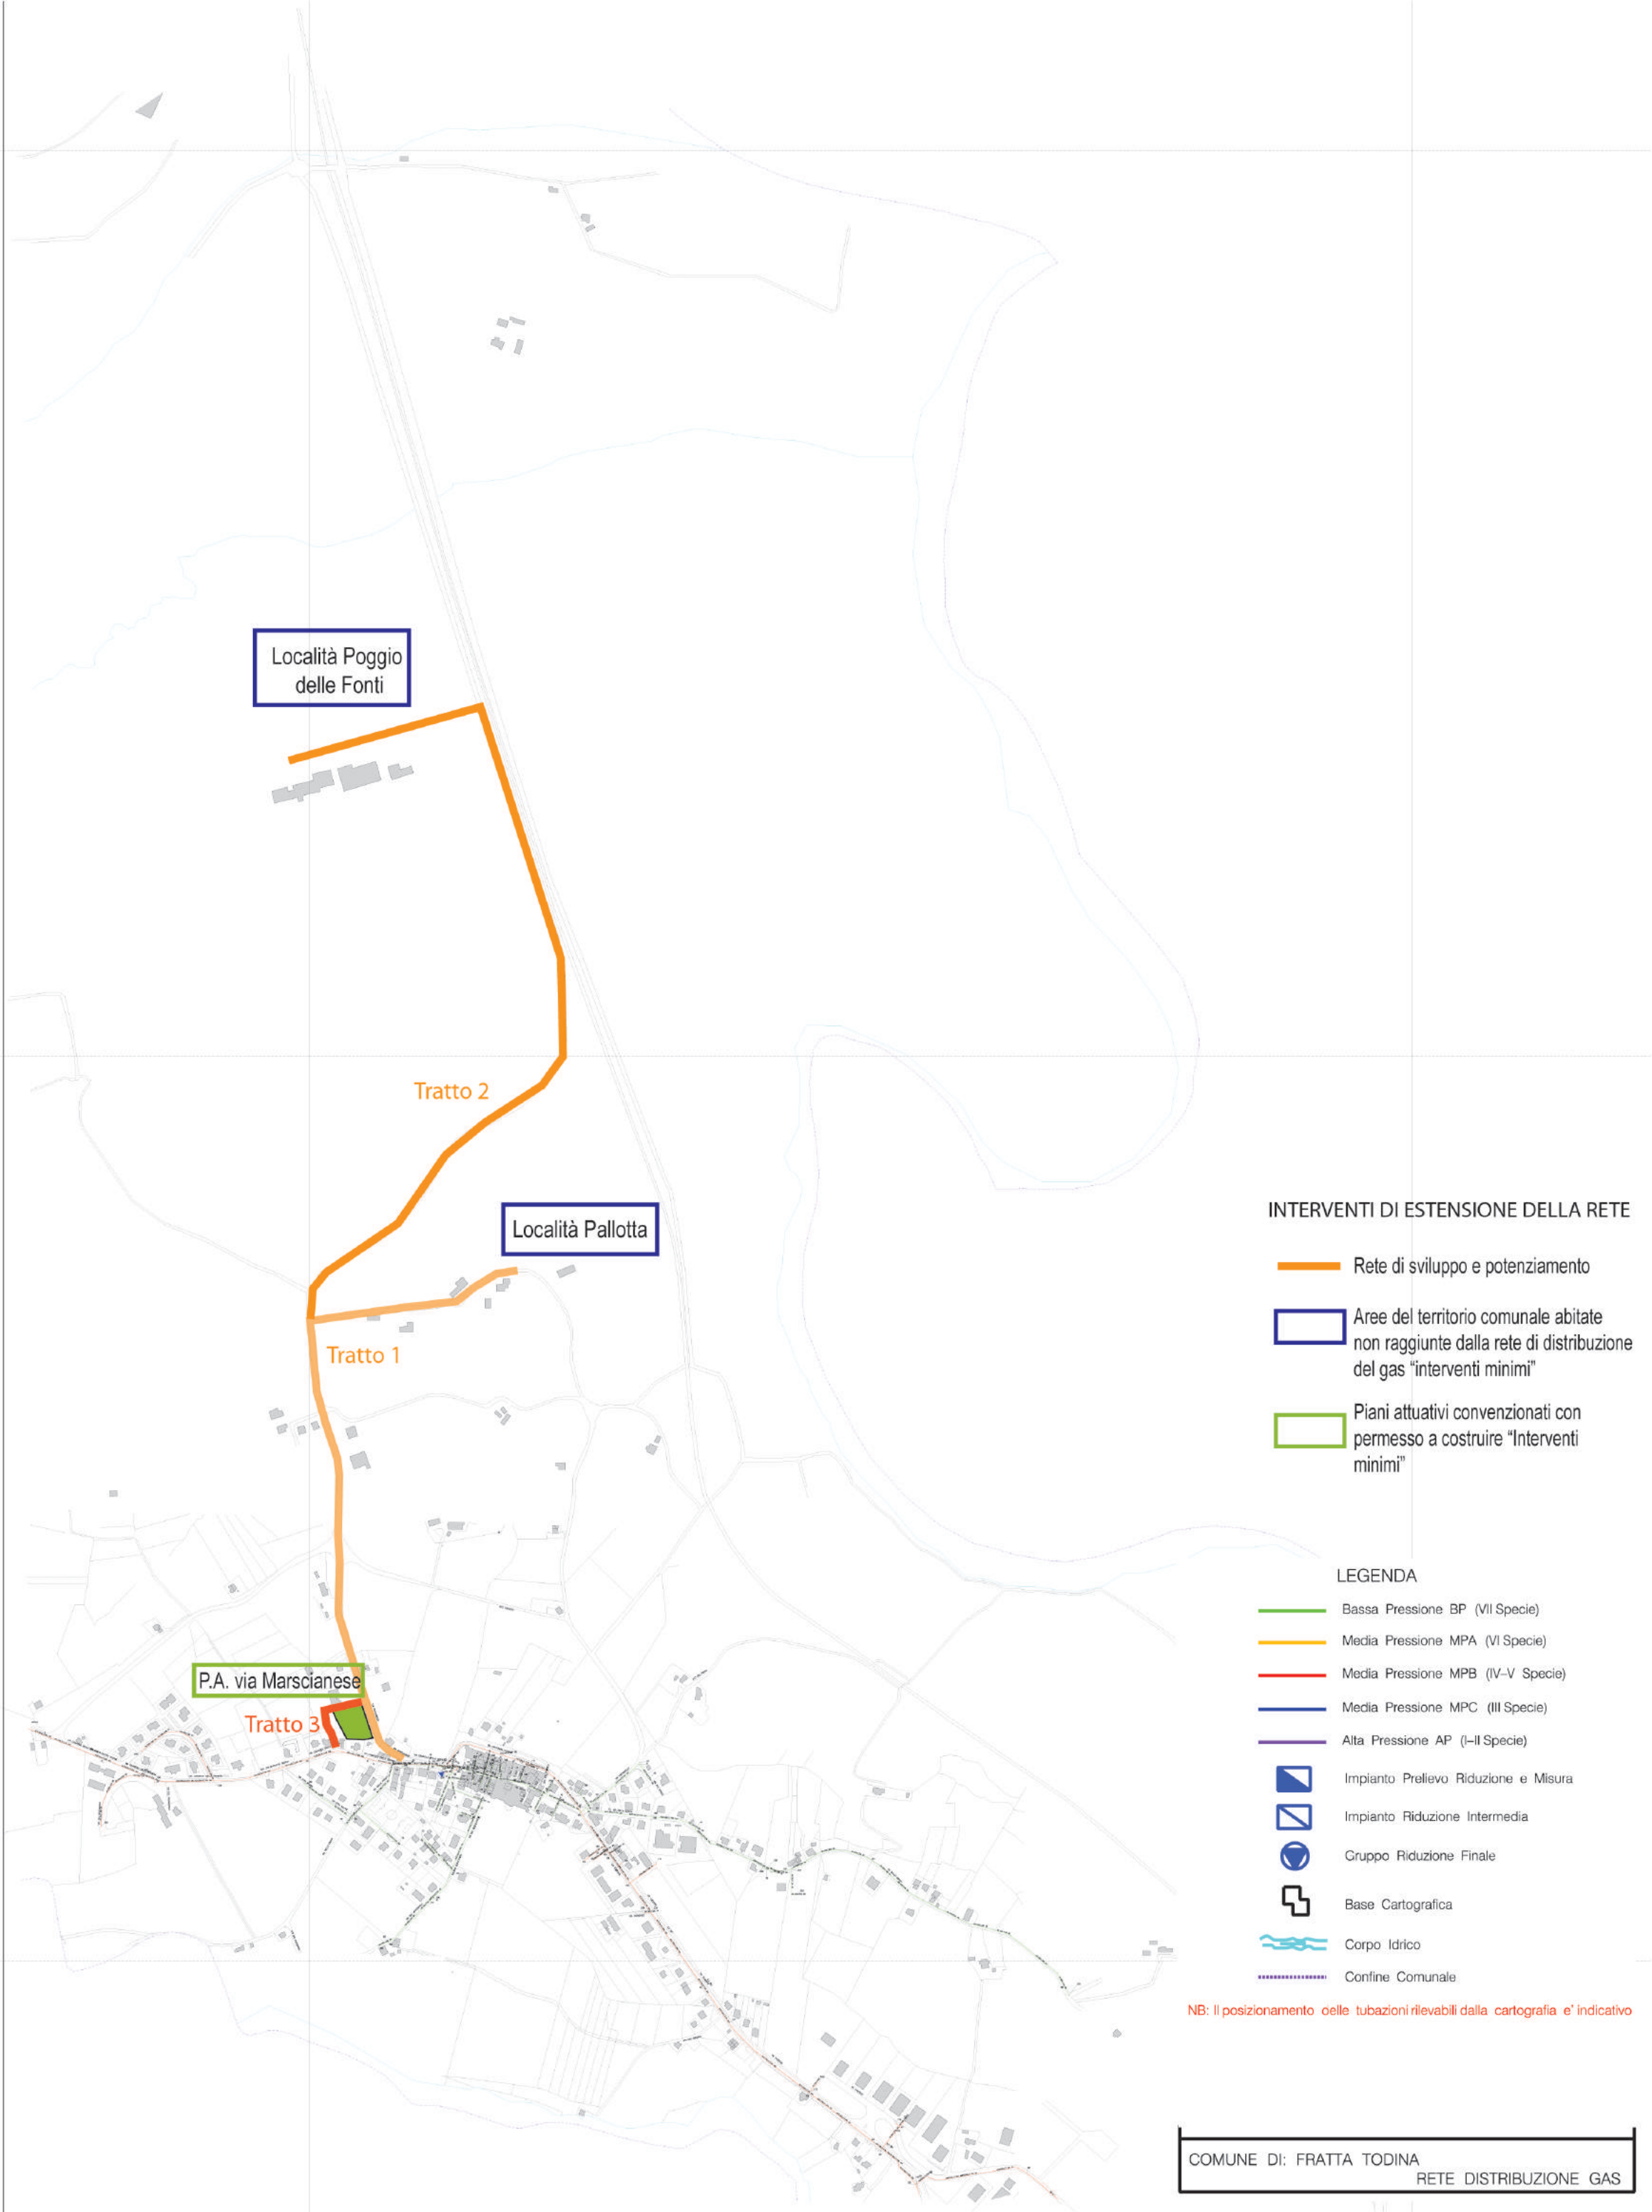 Località Poggio
delle Fonti
Tratto 2
Località Pallotta
Tratto 1
P.A. via Marscianese
Tratto 3
INTERVENTI DI ESTENSIONE DELLA RETE
Rete di sviluppo e potenziamento
Aree del territorio comunale abitate
non raggiunte dalla rete di distribuzione
del gas “interventi minimi”
Piani attuativi convenzionati con
permesso a costruire “Interventi
minimi”
LEGENDA
Bassa Pressione BP (VII Specie)
Media Pressione MPA (VI Specie)
Media Pressione MPB (IV-V Specie)
Media Pressione MPC (III Specie)
Alta Pressione AP (I-II Specie)
Impianto Prelievo Riduzione e Misura
Impianto Riduzione Intermedia
Gruppo Riduzione Finale
Base Cartografica
Corpo Idrico
Confine Comunale
NB: Il posizionamento oelle tubazioni rilevabili dalla cartografia e' indicativo
COMUNE DI: FRATTA TODINA
RETE DISTRIBUZIONE GAS